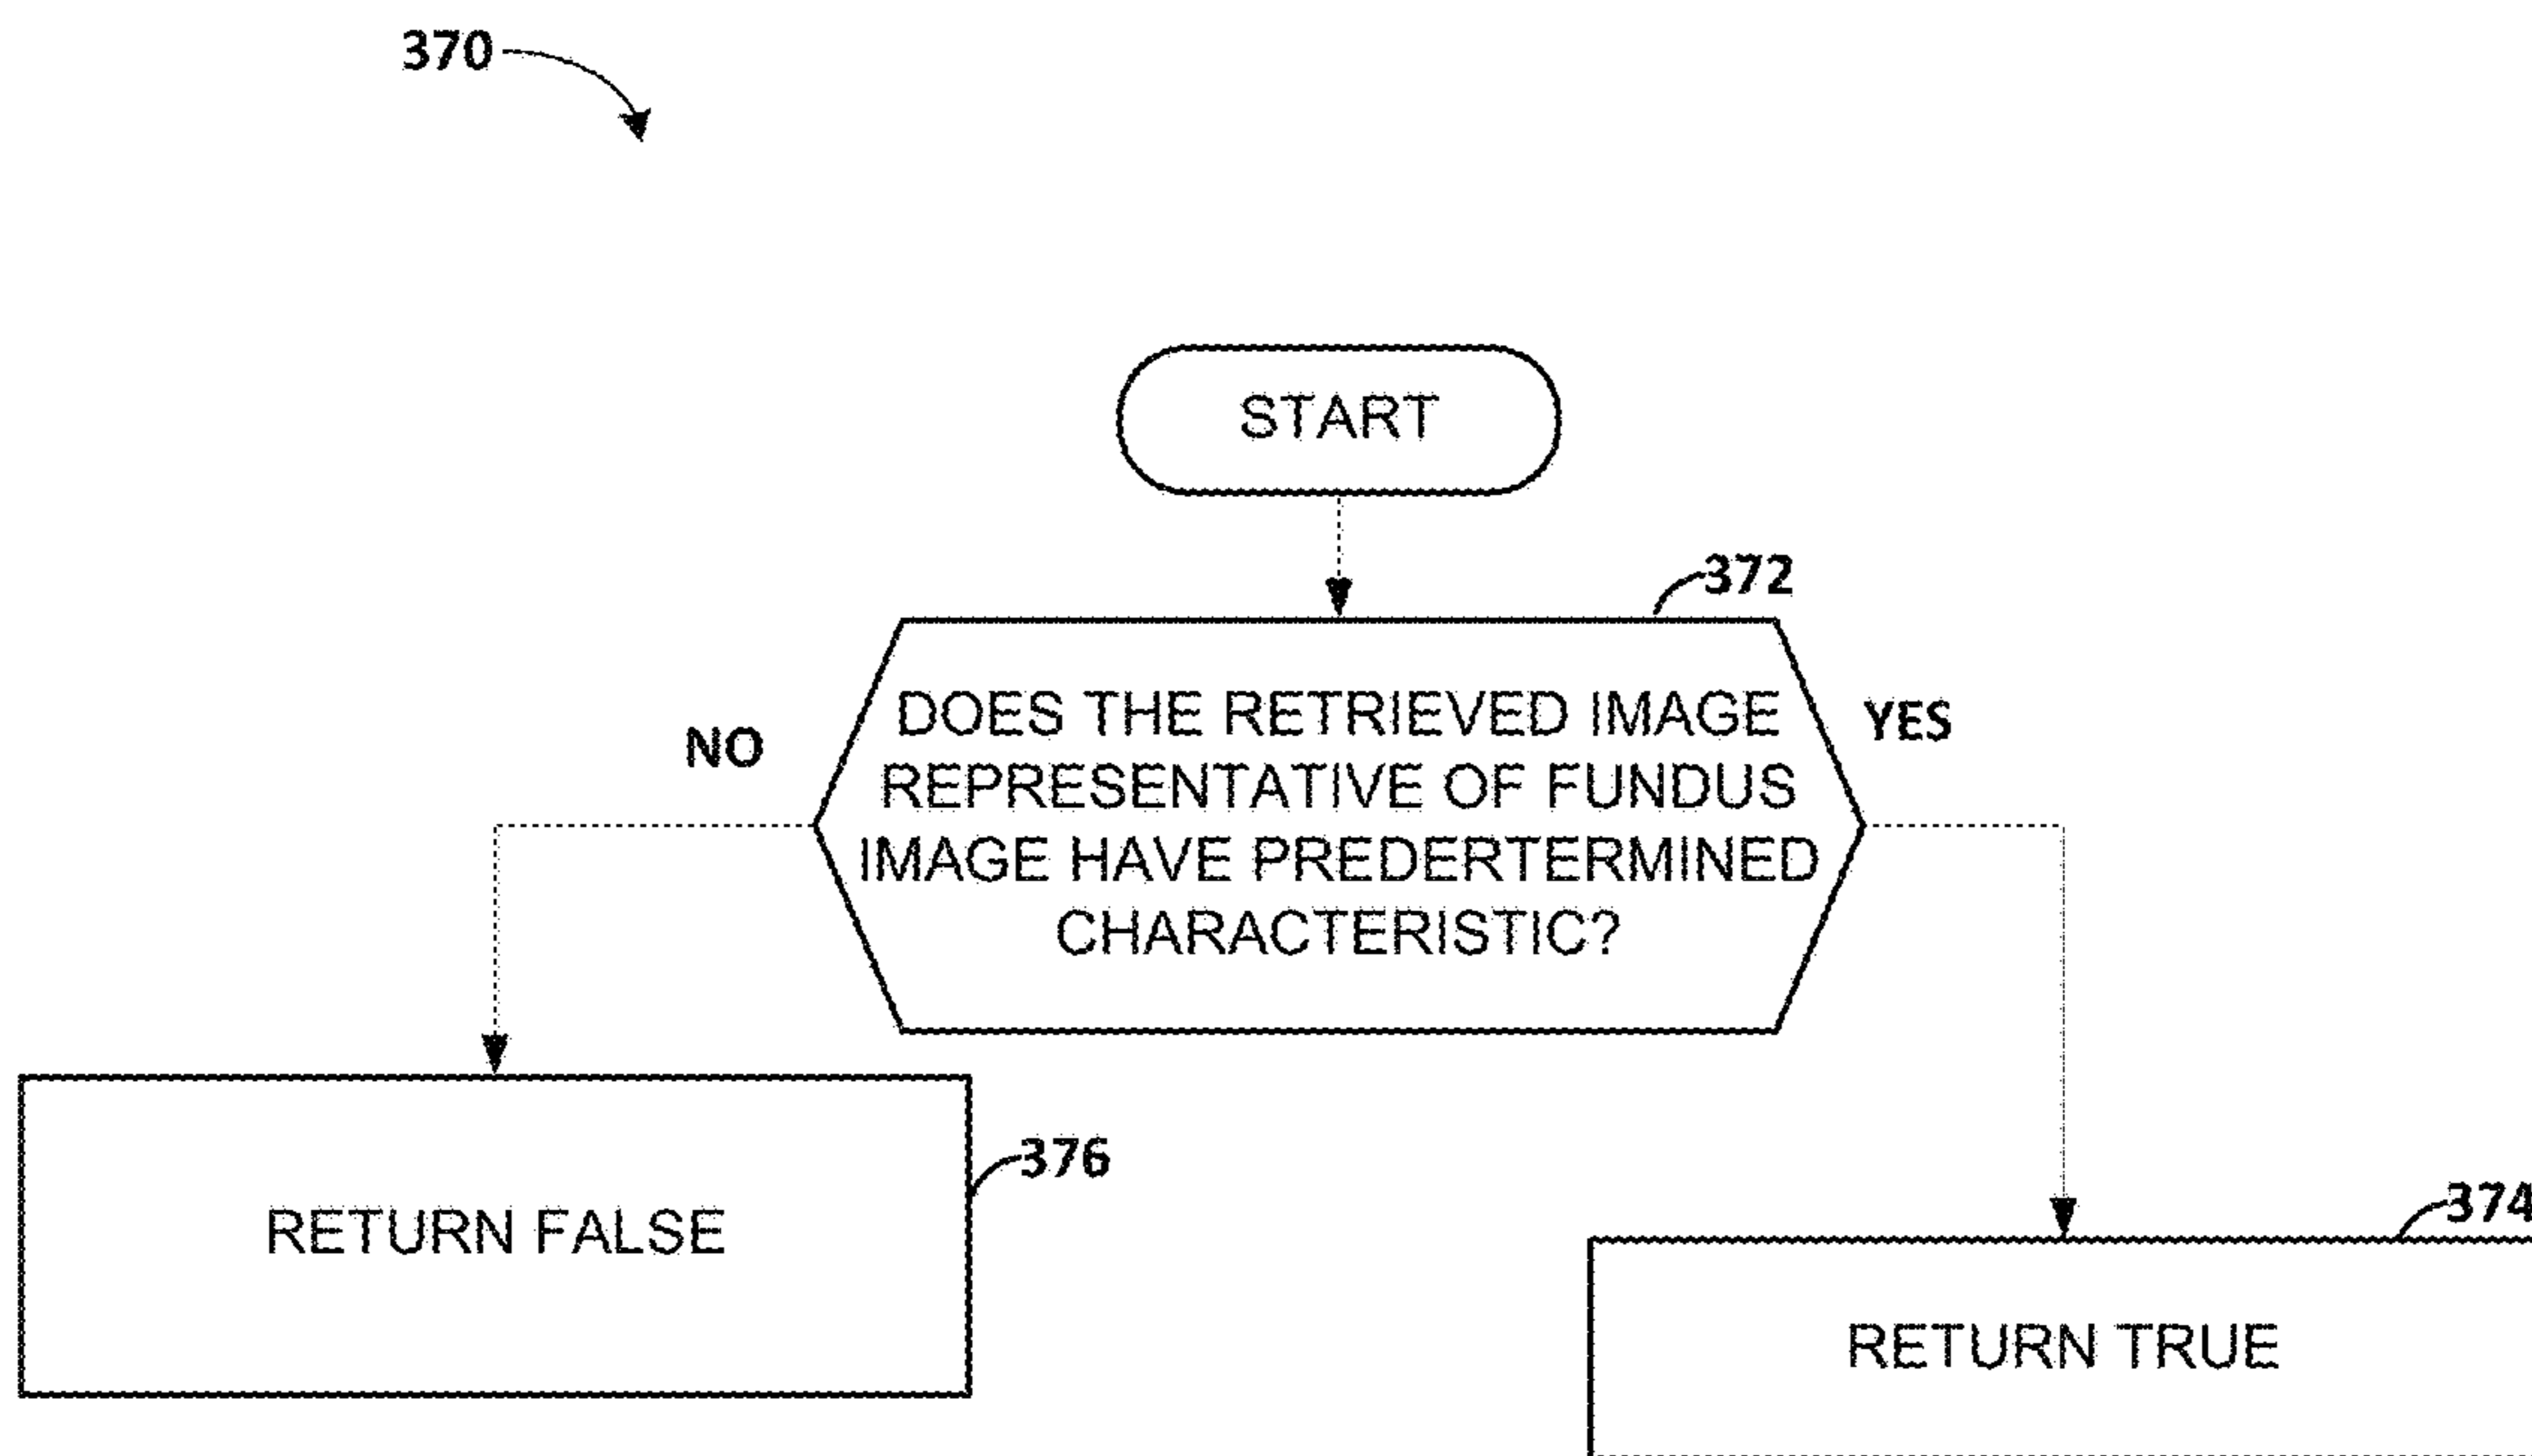 370
START
372
DOES THE RETRIEVED IMAGE
REPRESENTATIVE OF FUNDUS
IMAGE HAVE PREDERTERMINED
CHARACTERISTIC?
NO
YES
RETURN FALSE
376
374
RETURN TRUE